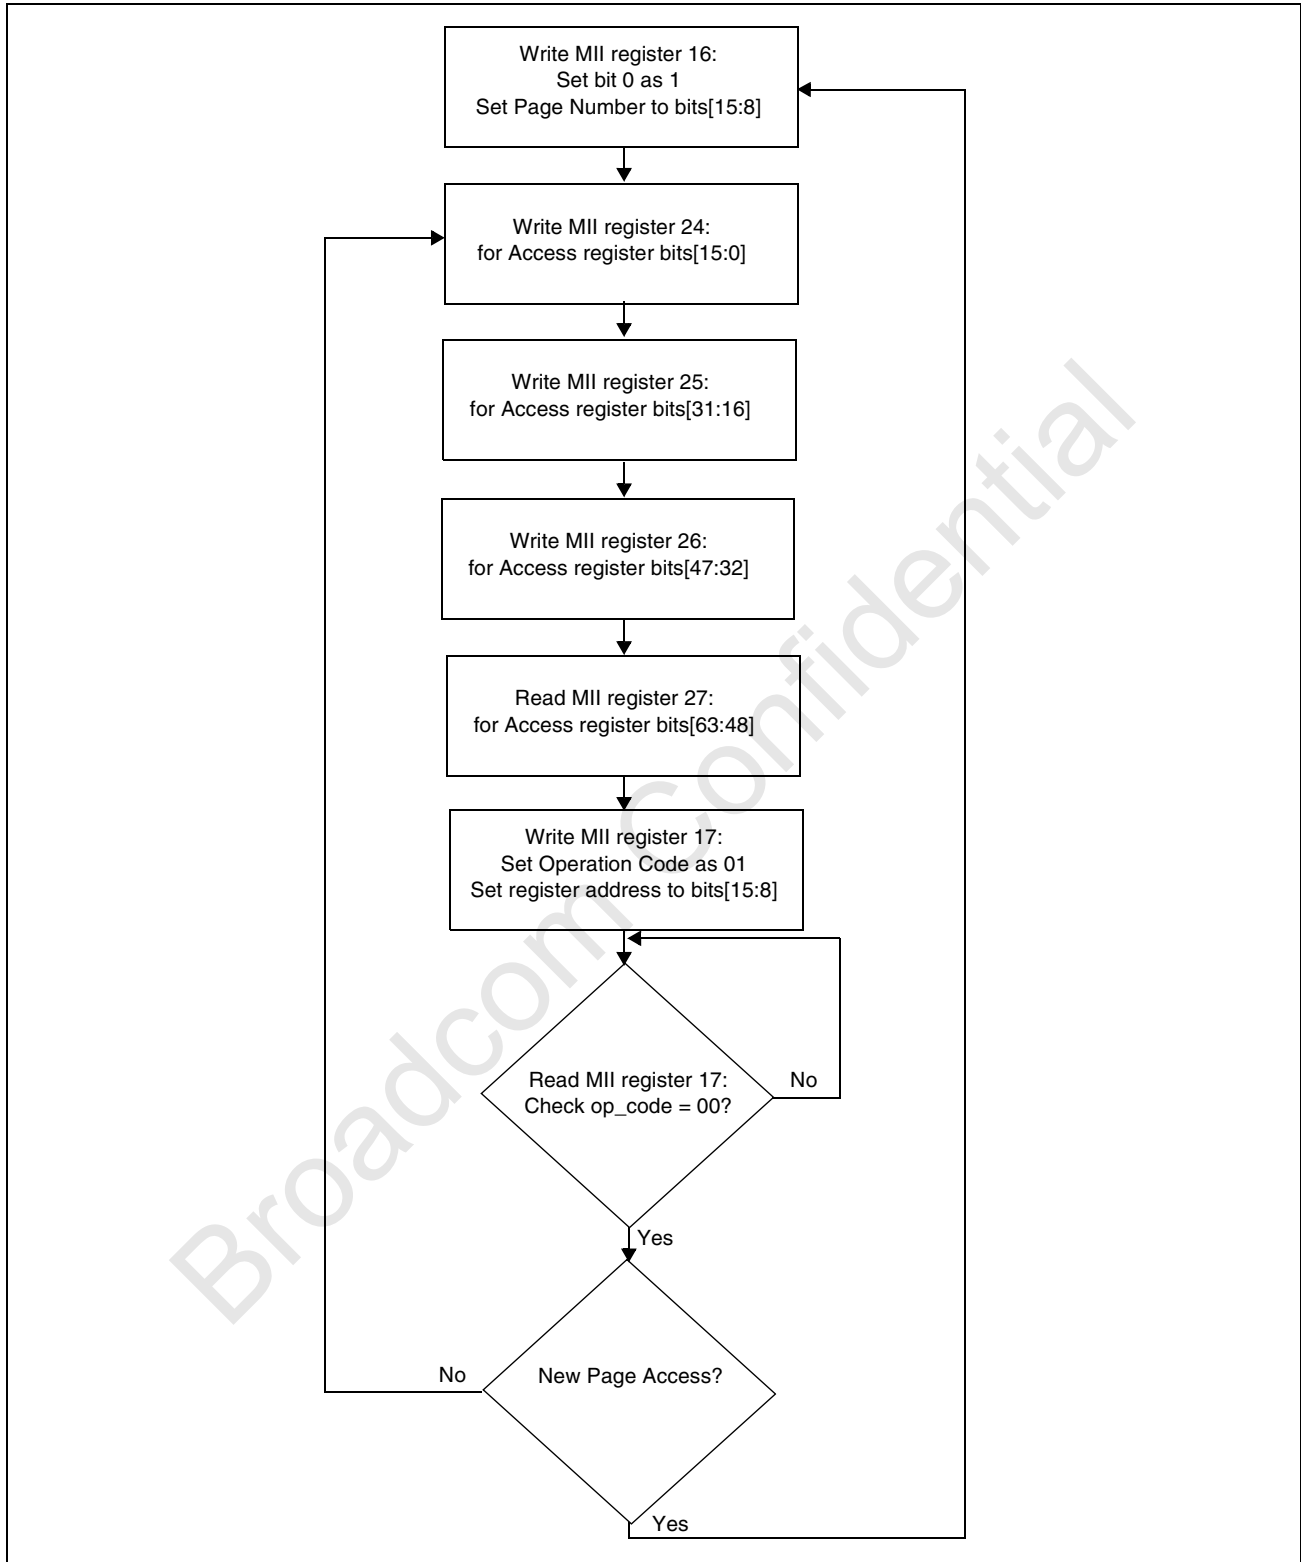 Write MII register 16:
Set bit 0 as 1
Set Page Number to bits[15:8]
Write MII register 24:
for Access register bits[15:0]
Write MII register 25:
for Access register bits[31:16]
Write MII register 26:
for Access register bits[47:32]
Read MII register 27:
for Access register bits[63:48]
Write MII register 17:
Set Operation Code as 01
Set register address to bits[15:8]
Read MII register 17:
Check op_code = 00?
No
Yes
New Page Access?
No
Yes
Broadcom Confidential